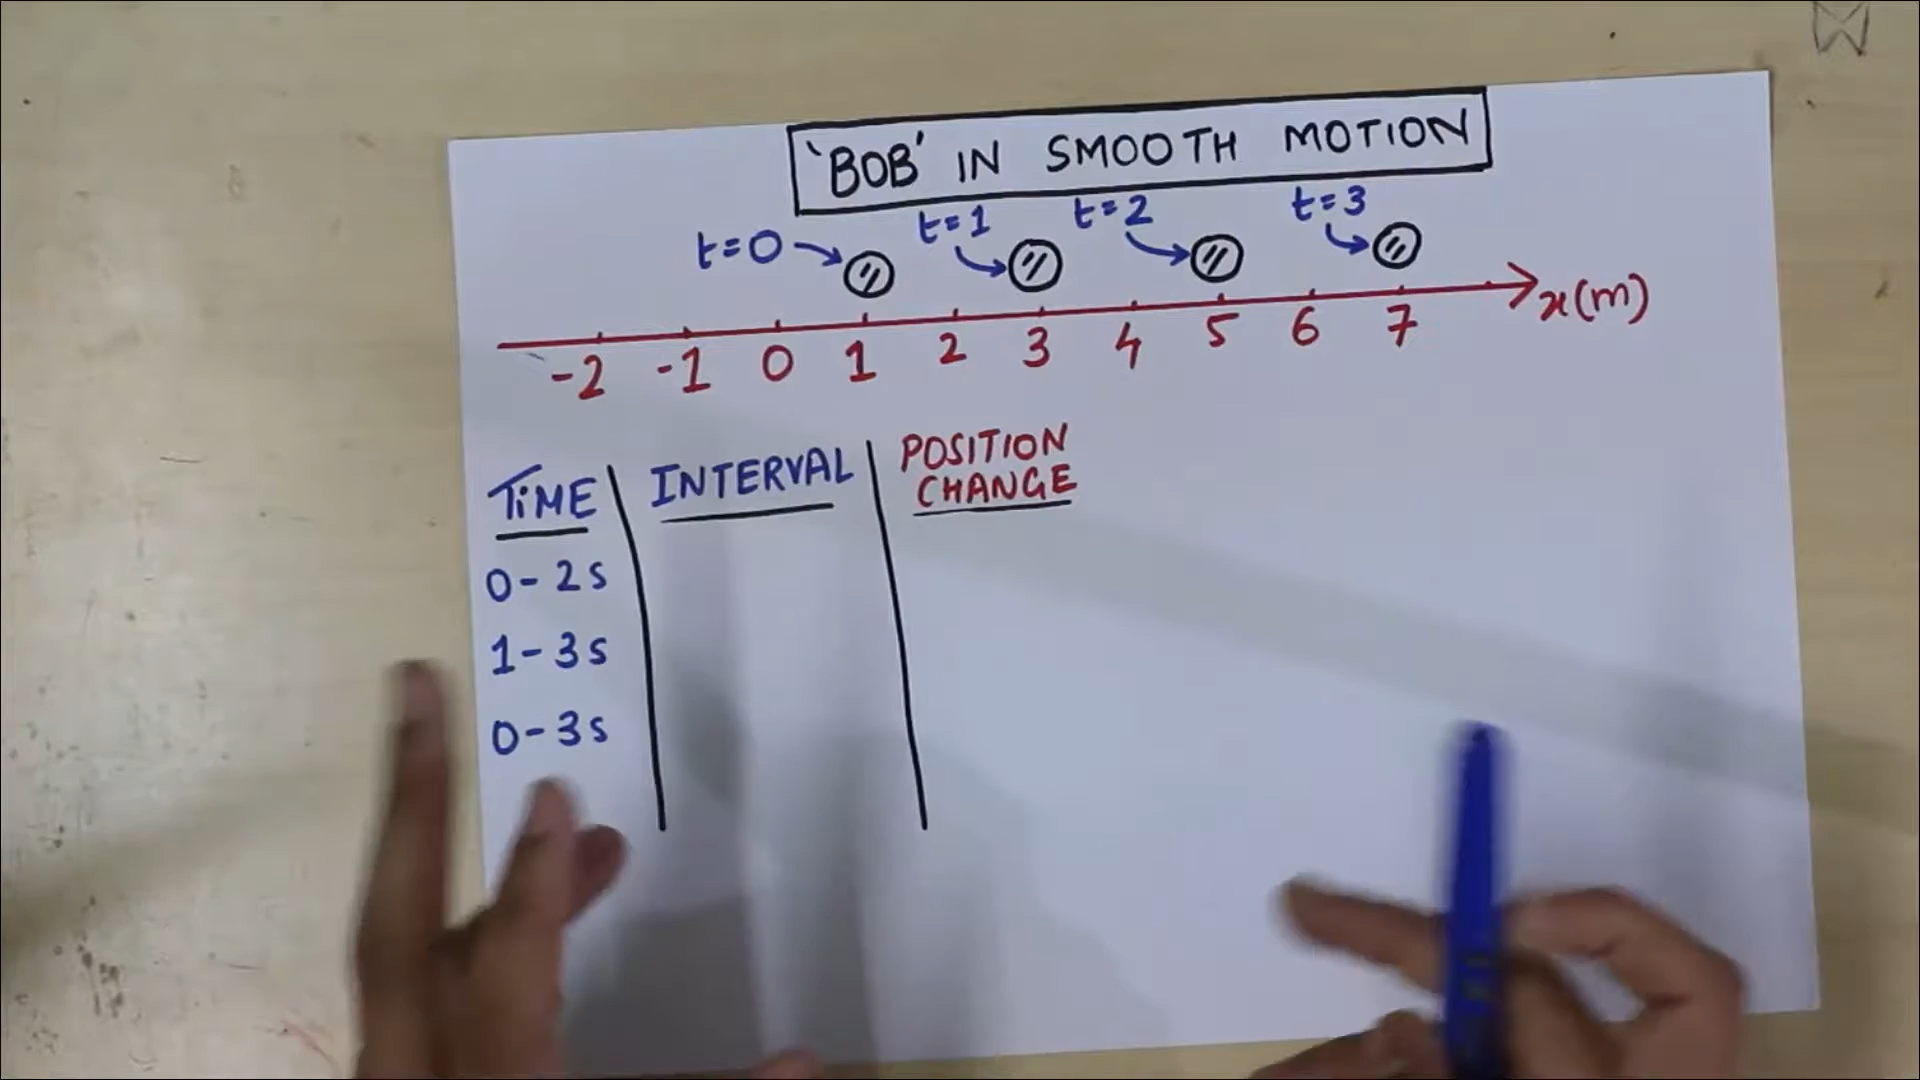 'BOB' IN SMOOTH MOTION
t=0 t=1 t=2 t=3
-2 -1 0 1 2 3 4 5 6 7 x(m)
TIME INTERVAL POSITION CHANGE
0-2s
1-3s
0-3s